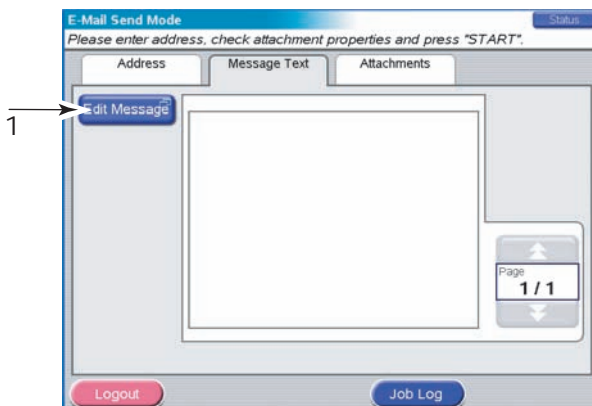 E-Mail Send Mode
Status
Please enter address, check attachment properties and press "START".
Address
Message Text
Attachments
Edit Message
1
Page
1 / 1
Logout
Job Log